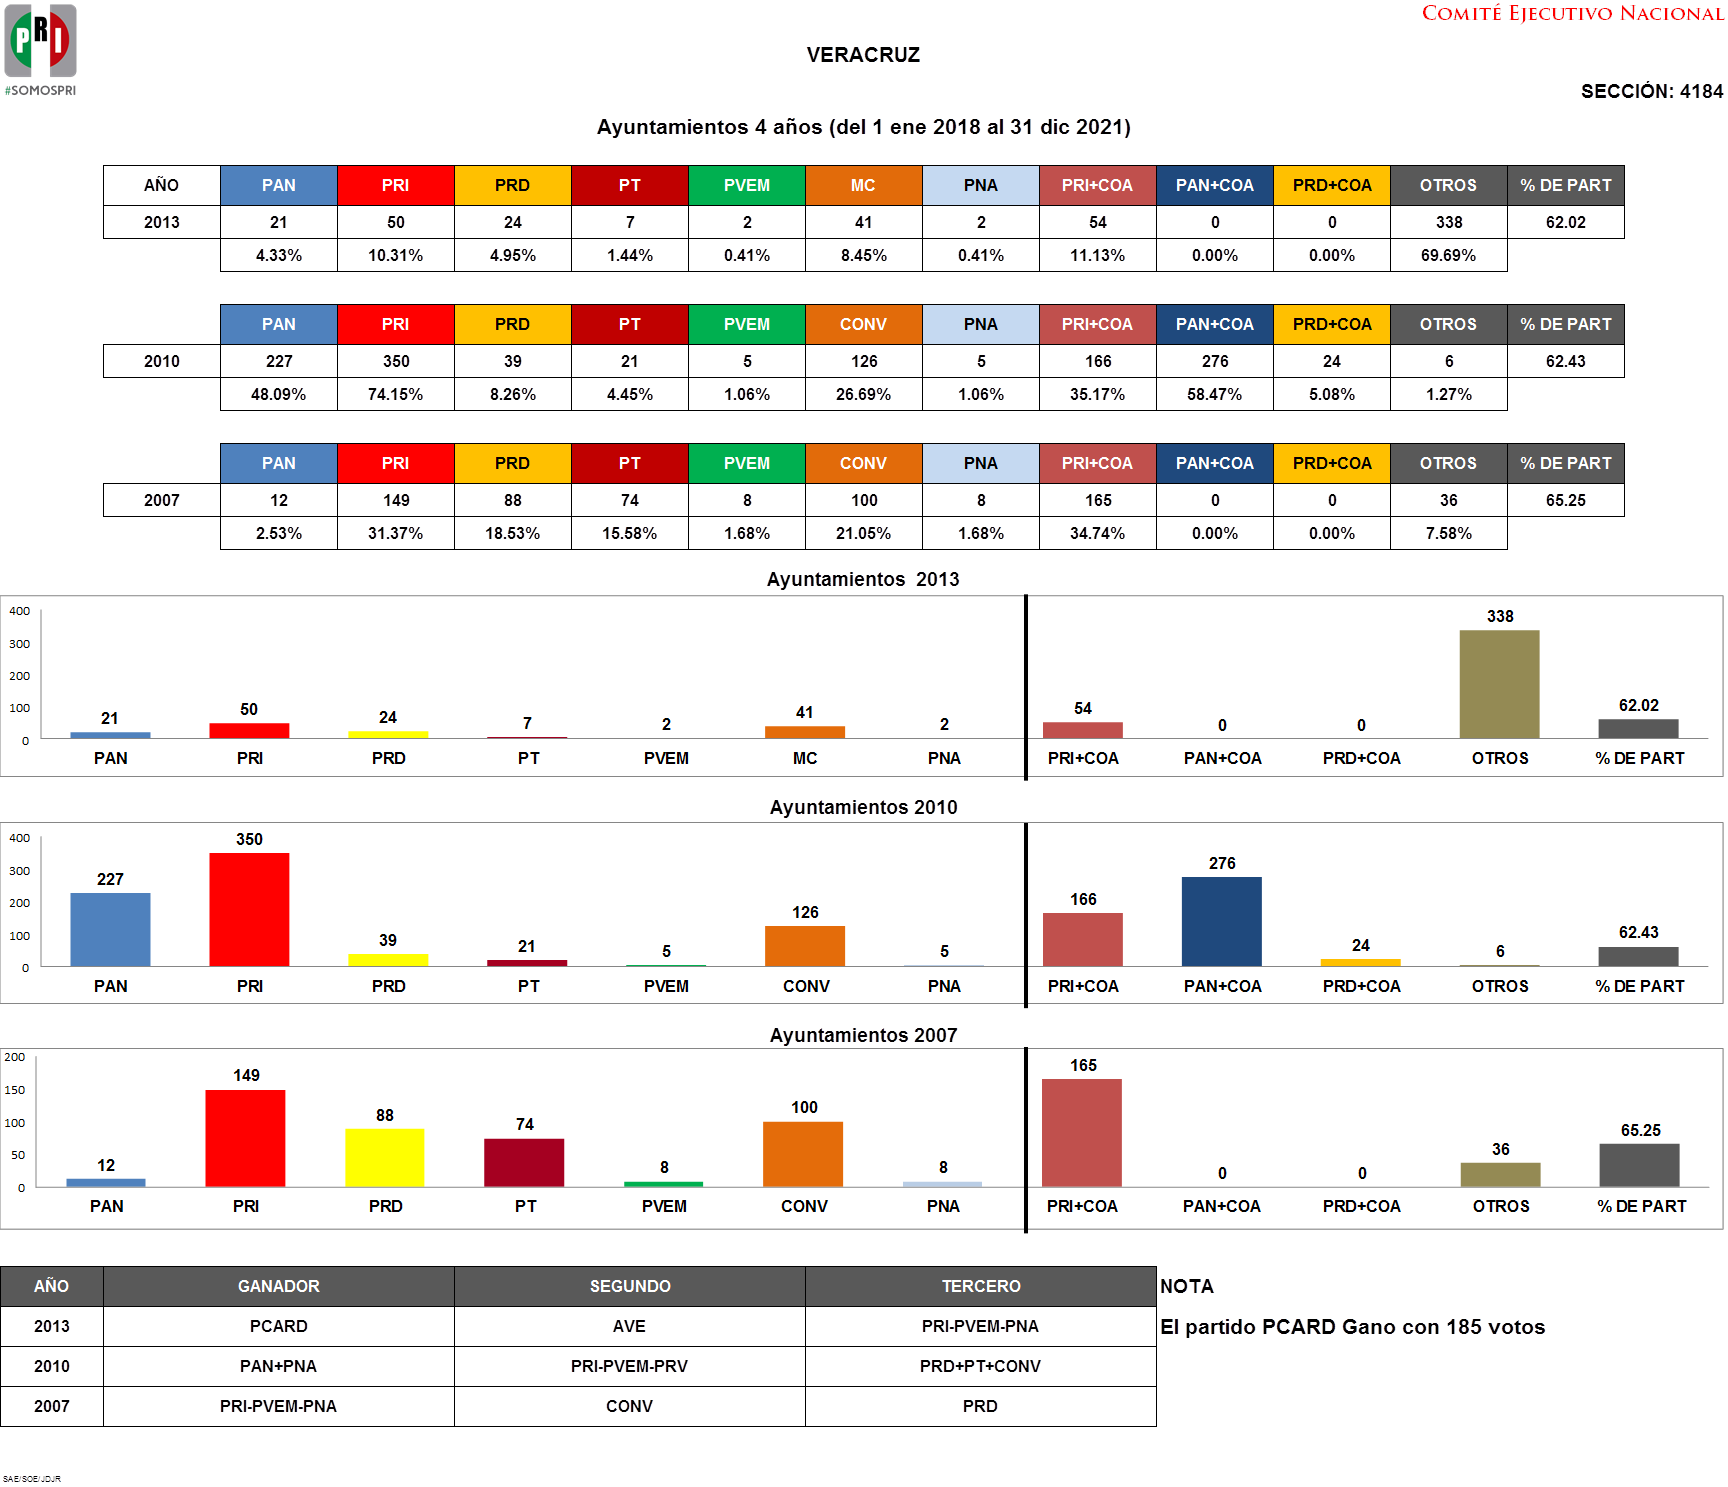 PRI
#SOMOSPRI
COMITÉ EJECUTIVO NACIONAL
VERACRUZ
SECCIÓN: 4184
Ayuntamientos 4 años (del 1 ene 2018 al 31 dic 2021)
AÑO PAN PRI PRD PT PVEM MC PNA PRI+COA PAN+COA PRD+COA OTROS % DE PART
2013 21 50 24 7 2 41 2 54 0 0 338 62.02
4.33% 10.31% 4.95% 1.44% 0.41% 8.45% 0.41% 11.13% 0.00% 0.00% 69.69%
PAN PRI PRD PT PVEM CONV PNA PRI+COA PAN+COA PRD+COA OTROS % DE PART
2010 227 350 39 21 5 126 5 166 276 24 6 62.43
48.09% 74.15% 8.26% 4.45% 1.06% 26.69% 1.06% 35.17% 58.47% 5.08% 1.27%
PAN PRI PRD PT PVEM CONV PNA PRI+COA PAN+COA PRD+COA OTROS % DE PART
2007 12 149 88 74 8 100 8 165 0 0 36 65.25
2.53% 31.37% 18.53% 15.58% 1.68% 21.05% 1.68% 34.74% 0.00% 0.00% 7.58%
Ayuntamientos 2013
400
300
200
100
0
21 50 24 7 2 41 2 54 0 0 338 62.02
PAN PRI PRD PT PVEM MC PNA PRI+COA PAN+COA PRD+COA OTROS % DE PART
Ayuntamientos 2010
400
300
200
100
0
227 350 39 21 5 126 5 166 276 24 6 62.43
PAN PRI PRD PT PVEM CONV PNA PRI+COA PAN+COA PRD+COA OTROS % DE PART
Ayuntamientos 2007
200
150
100
50
0
12 149 88 74 8 100 8 165 0 0 36 65.25
PAN PRI PRD PT PVEM CONV PNA PRI+COA PAN+COA PRD+COA OTROS % DE PART
AÑO GANADOR SEGUNDO TERCERO NOTA
2013 PCARD AVE PRI-PVEM-PNA El partido PCARD Gano con 185 votos
2010 PAN+PNA PRI-PVEM-PRV PRD+PT+CONV
2007 PRI-PVEM-PNA CONV PRD
SAE/SOE/JDJR